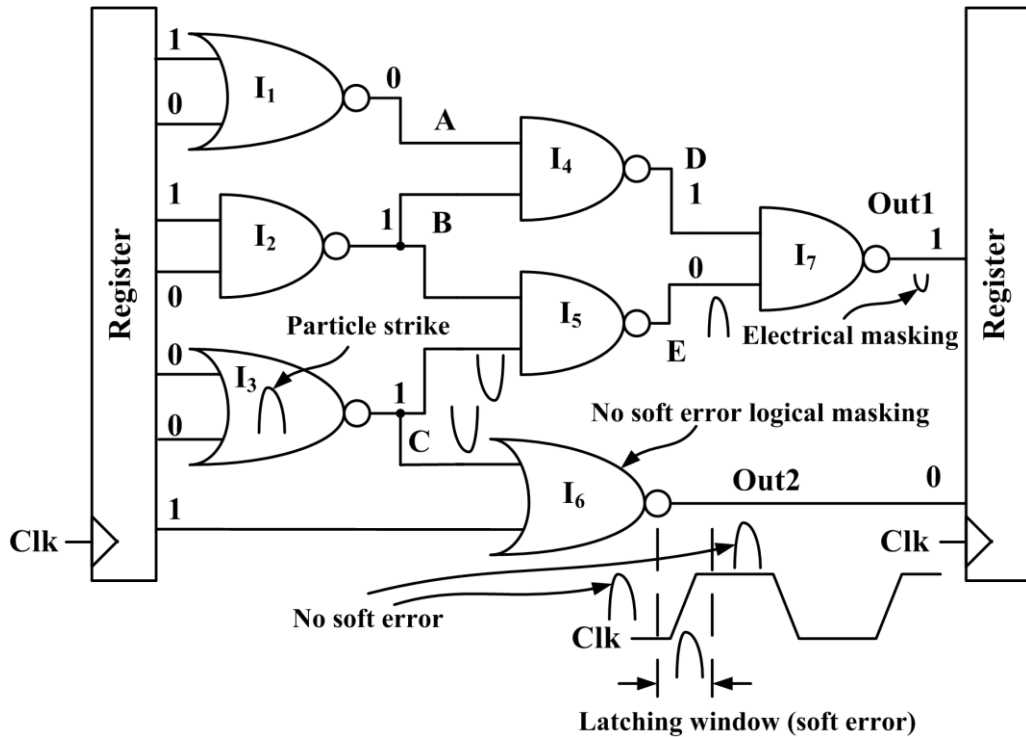 1
0
I1
0
A
I4
D
1
Out1
1
I7
Register
Register
1
0
I2
1
B
I5
0
E
Electrical masking
Particle strike
0
0
I3
1
C
No soft error logical masking
I6
Out2
0
1
Clk
Clk
No soft error
Clk
Latching window (soft error)